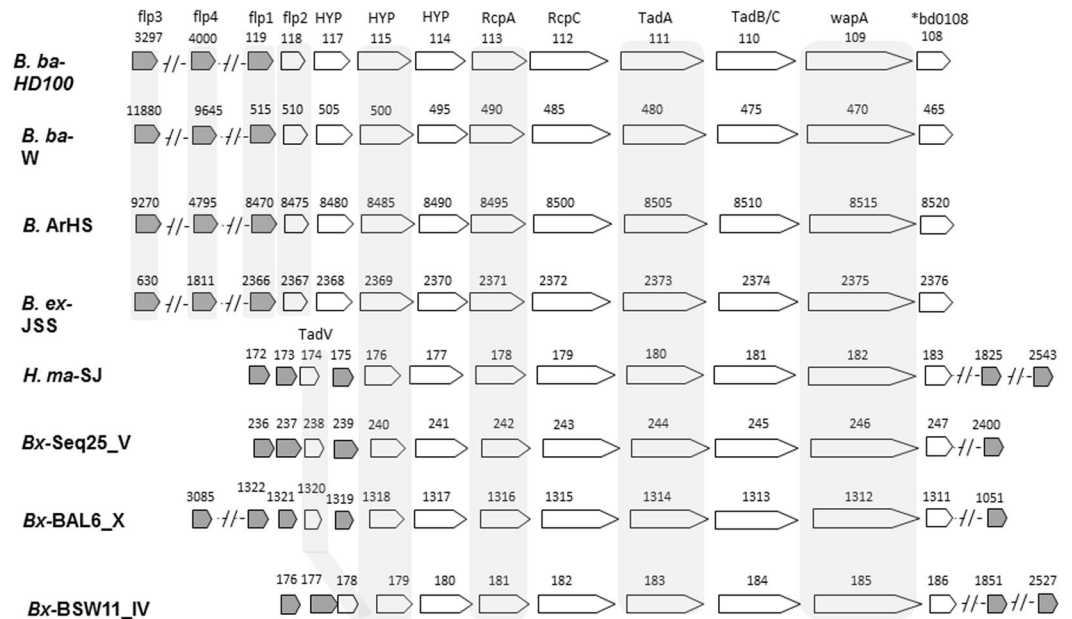 flp3 flp4 flp1 flp2 HYP HYP HYP RcpA RcpC TadA TadB/C wapA *bd0108
3297 4000 119 118 117 115 114 113 112 111 110 109 108
B. ba-
HD100
11880 9645 515 510 505 500 495 490 485 480 475 470 465
B. ba-
W
9270 4795 8470 8475 8480 8485 8490 8495 8500 8505 8510 8515 8520
B. ArHS
630 1811 2366 2367 2368 2369 2370 2371 2372 2373 2374 2375 2376
B. ex-
JSS
TadV
172 173 174 175 176 177 178 179 180 181 182 183 1825 2543
H. ma-SJ
236 237 238 239 240 241 242 243 244 245 246 247 2400
Bx-Seq25_V
3085 1322 1321 1320 1319 1318 1317 1316 1315 1314 1313 1312 1311 1051
Bx-BAL6_X
176 177 178 179 180 181 182 183 184 185 186 1851 2527
Bx-BSW11_IV